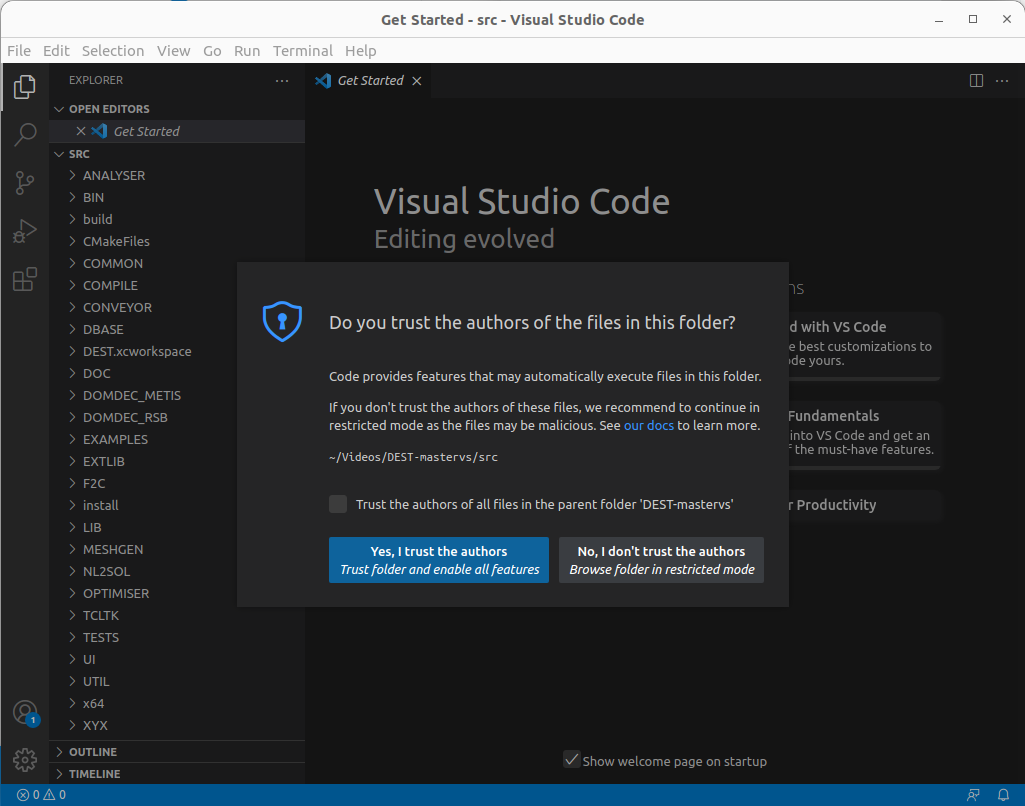 Get Started - src - Visual Studio Code
File Edit Selection View Go Run Terminal Help
EXPLORER
Get Started
OPEN EDITORS
Get Started
SRC
ANALYSER
BIN
build
CMakeFiles
COMMON
COMPILE
CONVEYOR
DBASE
DEST.xcworkspace
DOC
DOMDEC_METIS
DOMDEC_RSB
EXAMPLES
EXTLIB
F2C
install
LIB
MESHGEN
NL2SOL
OPTIMISER
TCLTK
TESTS
UI
UTIL
x64
XYX
OUTLINE
TIMELINE
Visual Studio Code
Editing evolved
ns
d with VS Code
e best customizations to
ode yours.
Fundamentals
into VS Code and get an
f the must-have features.
r Productivity
Do you trust the authors of the files in this folder?
Code provides features that may automatically execute files in this folder.
If you don't trust the authors of these files, we recommend to continue in
restricted mode as the files may be malicious. See our docs to learn more.
~/Videos/DEST-mastervs/src
Trust the authors of all files in the parent folder 'DEST-mastervs'
Yes, I trust the authors
Trust folder and enable all features
No, I don't trust the authors
Browse folder in restricted mode
Show welcome page on startup
1
0 0